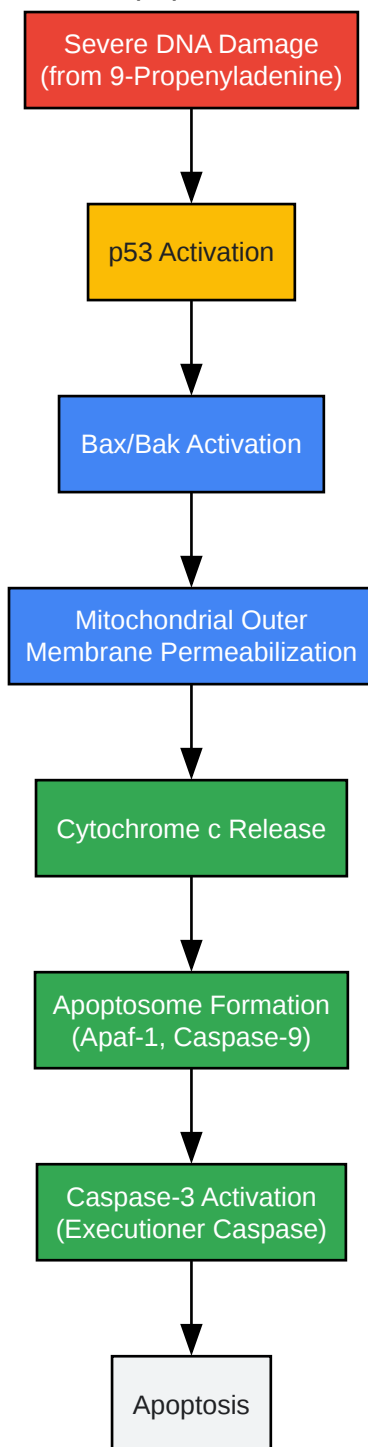 Severe DNA Damage
(from 9-Propenyladenine)
p53 Activation
Bax/Bak Activation
Mitochondrial Outer
Membrane Permeabilization
Cytochrome c Release
Apoptosome Formation
(Apaf-1, Caspase-9)
Caspase-3 Activation
(Executioner Caspase)
Apoptosis